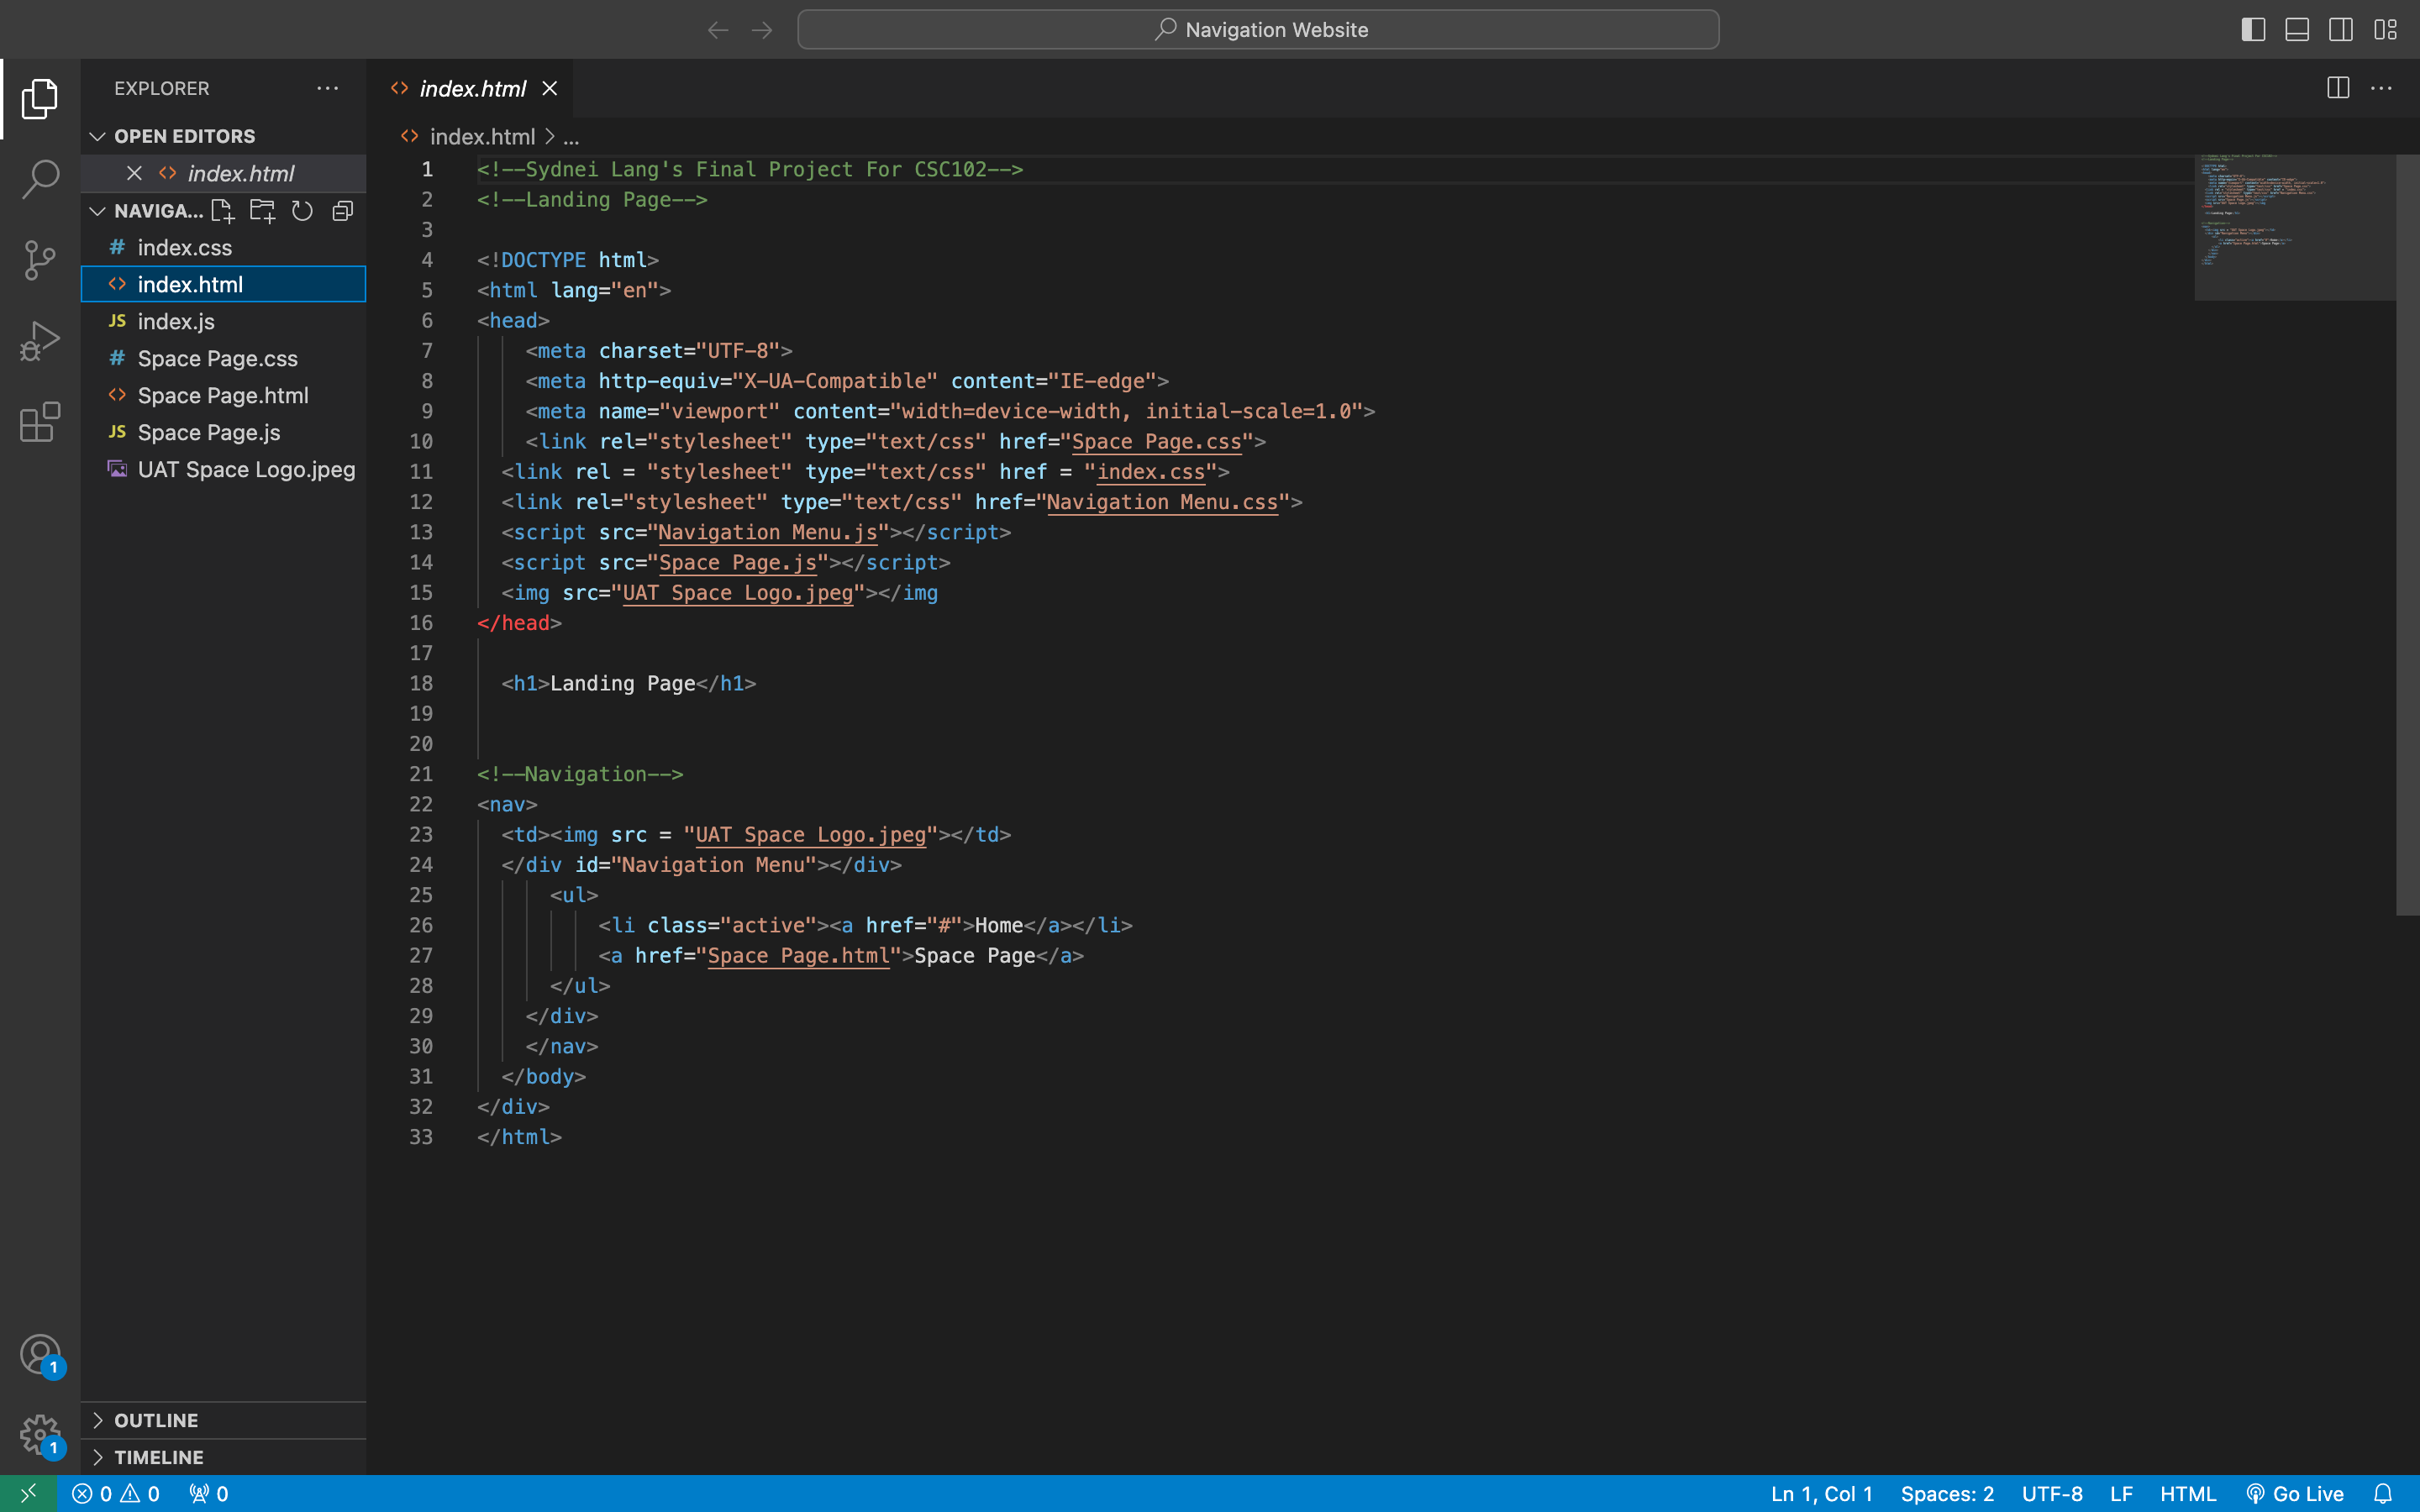 Navigation Website
EXPLORER
OPEN EDITORS
index.html
NAVIGA...
index.css
index.html
index.js
Space Page.css
Space Page.html
Space Page.js
UAT Space Logo.jpeg
OUTLINE
TIMELINE
index.html
index.html > ...
1 <!--Sydnei Lang's Final Project For CSC102-->
2 <!--Landing Page-->
3
4 <!DOCTYPE html>
5 <html lang="en">
6 <head>
7 <meta charset="UTF-8">
8 <meta http-equiv="X-UA-Compatible" content="IE-edge">
9 <meta name="viewport" content="width=device-width, initial-scale=1.0">
10 <link rel="stylesheet" type="text/css" href="Space Page.css">
11 <link rel = "stylesheet" type="text/css" href = "index.css">
12 <link rel="stylesheet" type="text/css" href="Navigation Menu.css">
13 <script src="Navigation Menu.js"></script>
14 <script src="Space Page.js"></script>
15 <img src="UAT Space Logo.jpeg"></img
16 </head>
17
18 <h1>Landing Page</h1>
19
20
21 <!--Navigation-->
22 <nav>
23 <td><img src = "UAT Space Logo.jpeg"></td>
24 </div id="Navigation Menu"></div>
25 <ul>
26 <li class="active"><a href="#">Home</a></li>
27 <a href="Space Page.html">Space Page</a>
28 </ul>
29 </div>
30 </nav>
31 </body>
32 </div>
33 </html>
1
1
0 0 0
Ln 1, Col 1 Spaces: 2 UTF-8 LF HTML Go Live